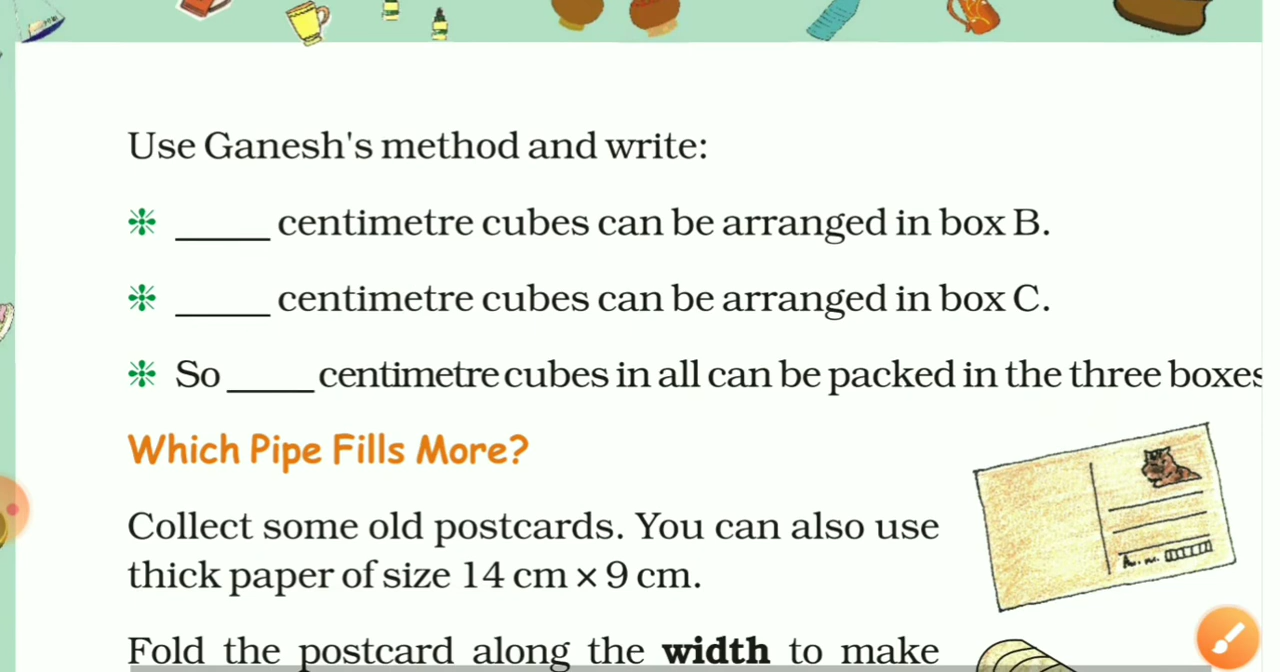 Use Ganesh's method and write:
_____ centimetre cubes can be arranged in box B.
_____ centimetre cubes can be arranged in box C.
So _____ centimetre cubes in all can be packed in the three boxes
Which Pipe Fills More?
Collect some old postcards. You can also use
thick paper of size 14 cm × 9 cm.
Fold the postcard along the width to make